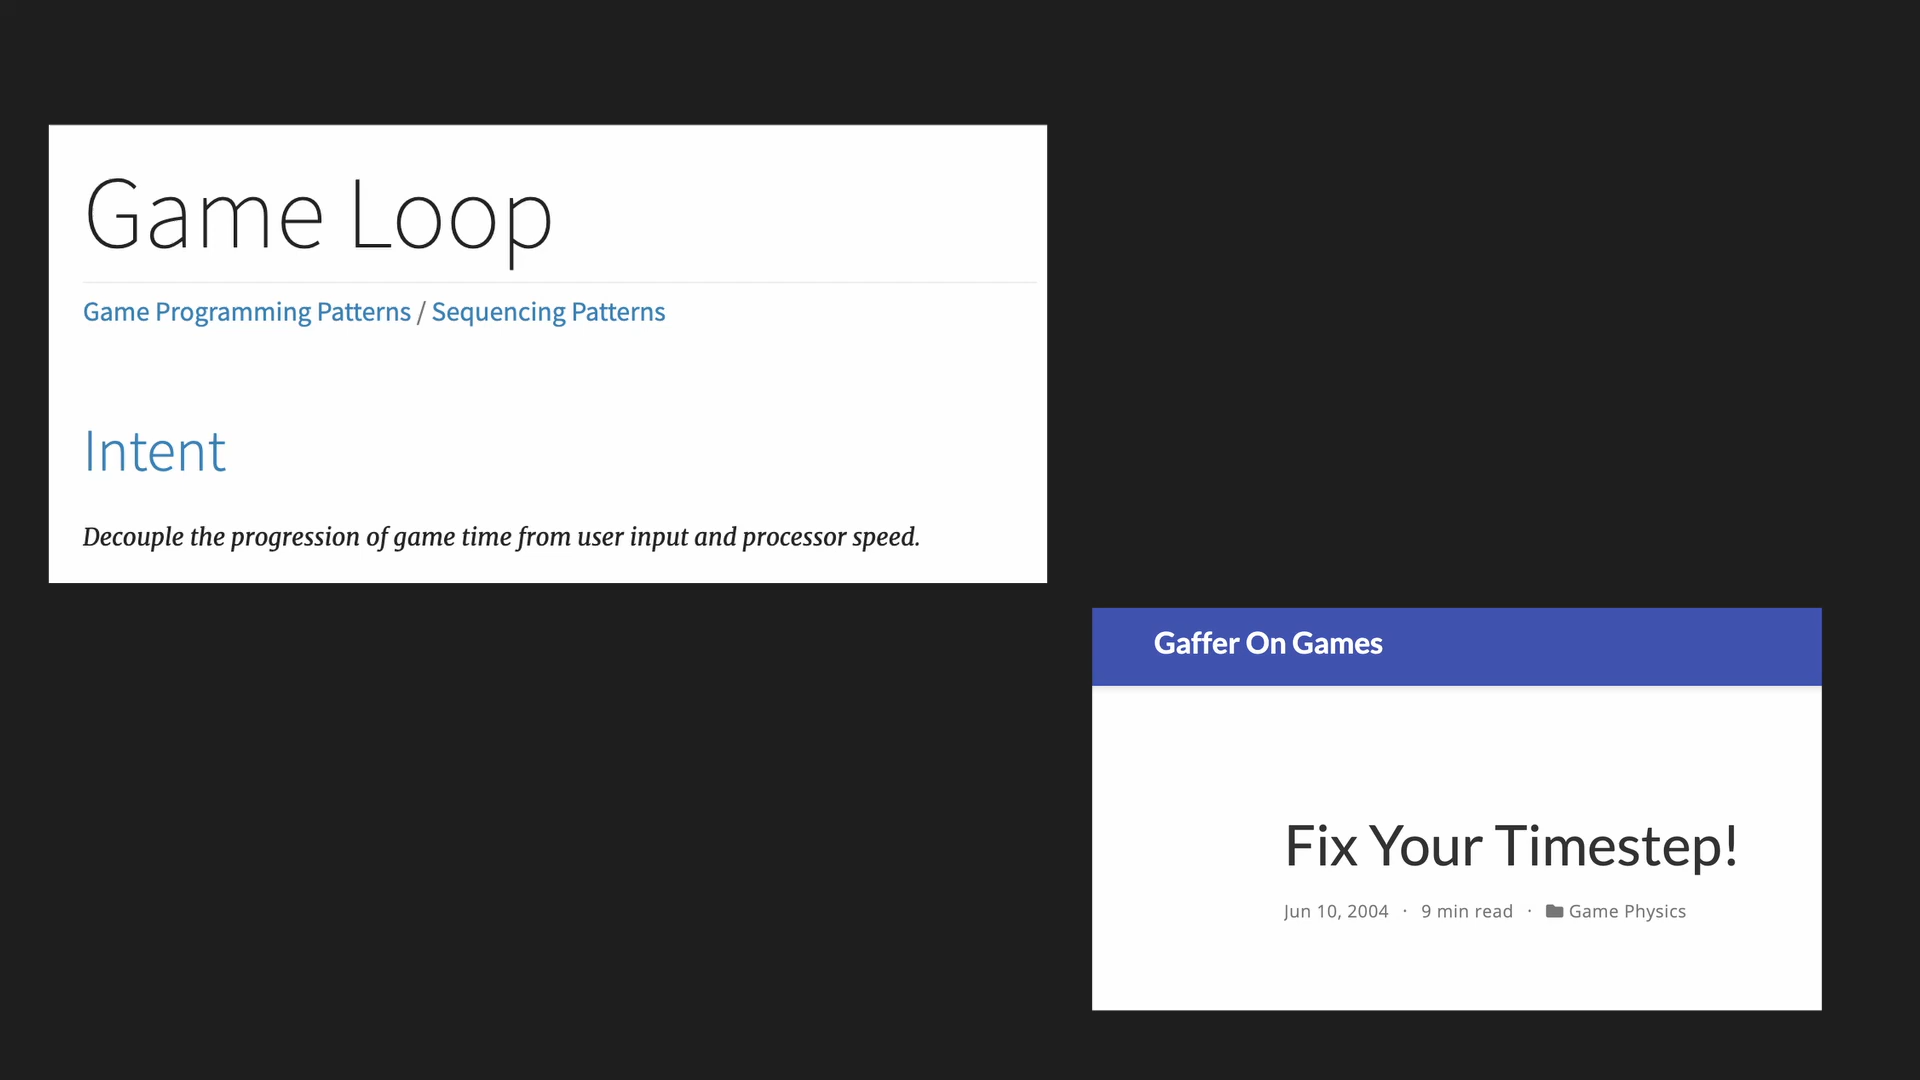 Game Loop
Game Programming Patterns / Sequencing Patterns
Intent
Decouple the progression of game time from user input and processor speed.
Gaffer On Games
Fix Your Timestep!
Jun 10, 2004 · 9 min read · Game Physics